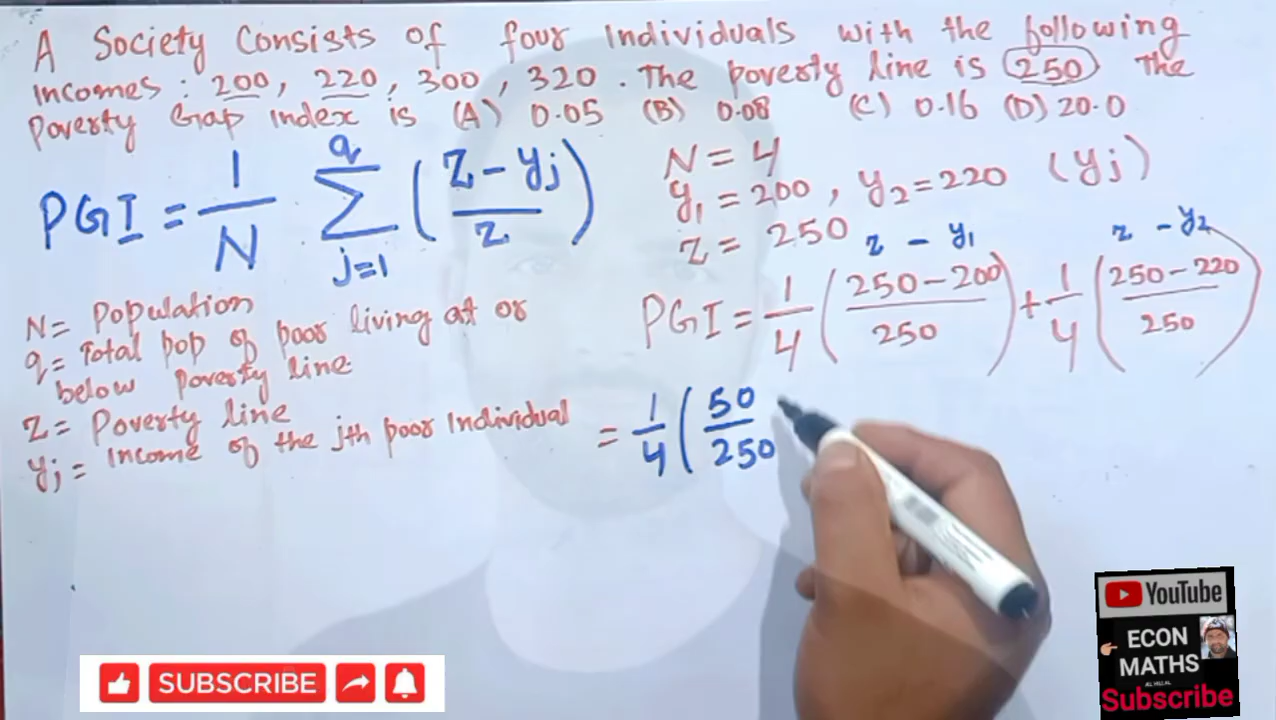 A Society Consists of four Individuals with the following
incomes : 200, 220, 300, 320. The poverty line is 250 The
Poverty Gap index is (A) 0.05 (B) 0.08 (C) 0.16 (D) 20.0
PGI = 1/N Σ q j=1 (Z - yj / z)
N = 4
y1 = 200, y2 = 220 (yj)
Z = 250
z - y1
z - y2
PGI = 1/4 (250 - 200 / 250) + 1/4 (250 - 220 / 250)
N = Population
q = Total pop of poor living at or
below poverty line.
Z = Poverty line
yj = Income of the jth poor Individual
= 1/4 (50/250
SUBSCRIBE
YouTube
ECON
MATHS
Subscribe